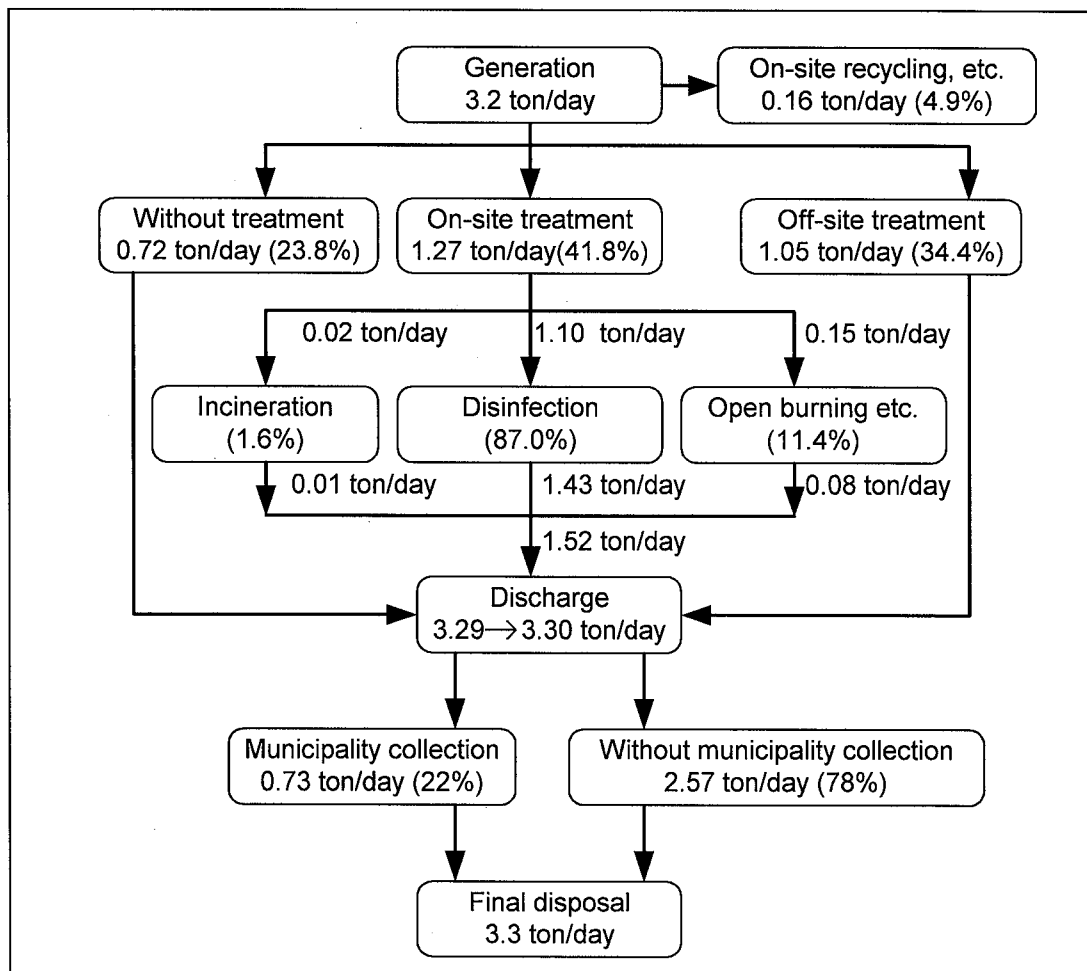 Generation
3.2 ton/day
On-site recycling, etc.
0.16 ton/day (4.9%)
Without treatment
0.72 ton/day (23.8%)
On-site treatment
1.27 ton/day(41.8%)
Off-site treatment
1.05 ton/day (34.4%)
0.02 ton/day
1.10 ton/day
0.15 ton/day
Incineration
(1.6%)
Disinfection
(87.0%)
Open burning etc.
(11.4%)
0.01 ton/day
1.43 ton/day
0.08 ton/day
1.52 ton/day
Discharge
3.29→3.30 ton/day
Municipality collection
0.73 ton/day (22%)
Without municipality collection
2.57 ton/day (78%)
Final disposal
3.3 ton/day